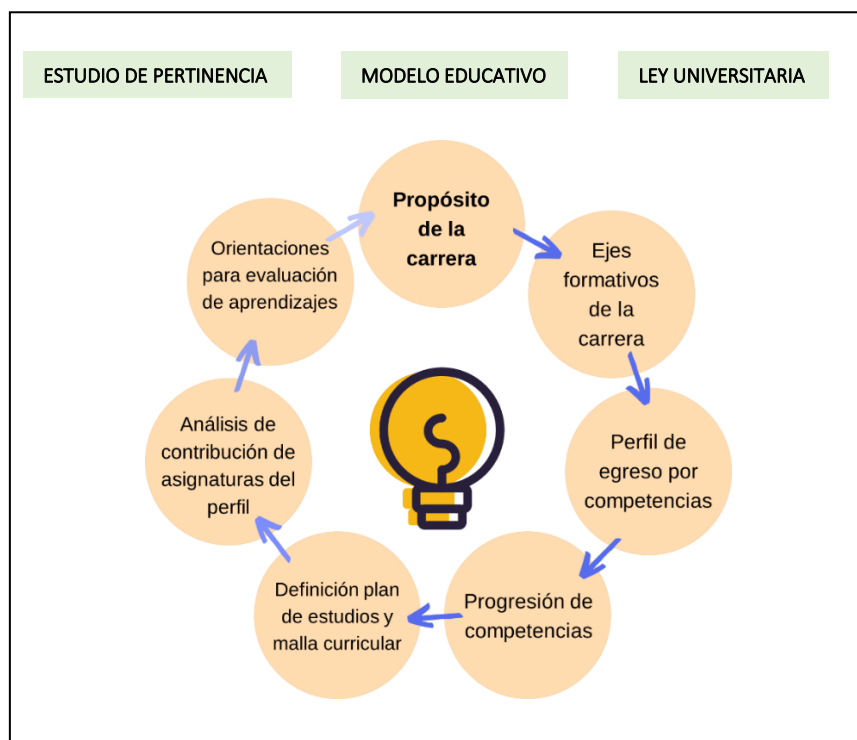 ESTUDIO DE PERTINENCIA
MODELO EDUCATIVO
LEY UNIVERSITARIA
Propósito
de la
carrera
Ejes
formativos
de la
carrera
Perfil de
egreso por
competencias
Progresión de
competencias
Definición plan
de estudios y
malla curricular
Análisis de
contribución de
asignaturas del
perfil
Orientaciones
para evaluación
de aprendizajes